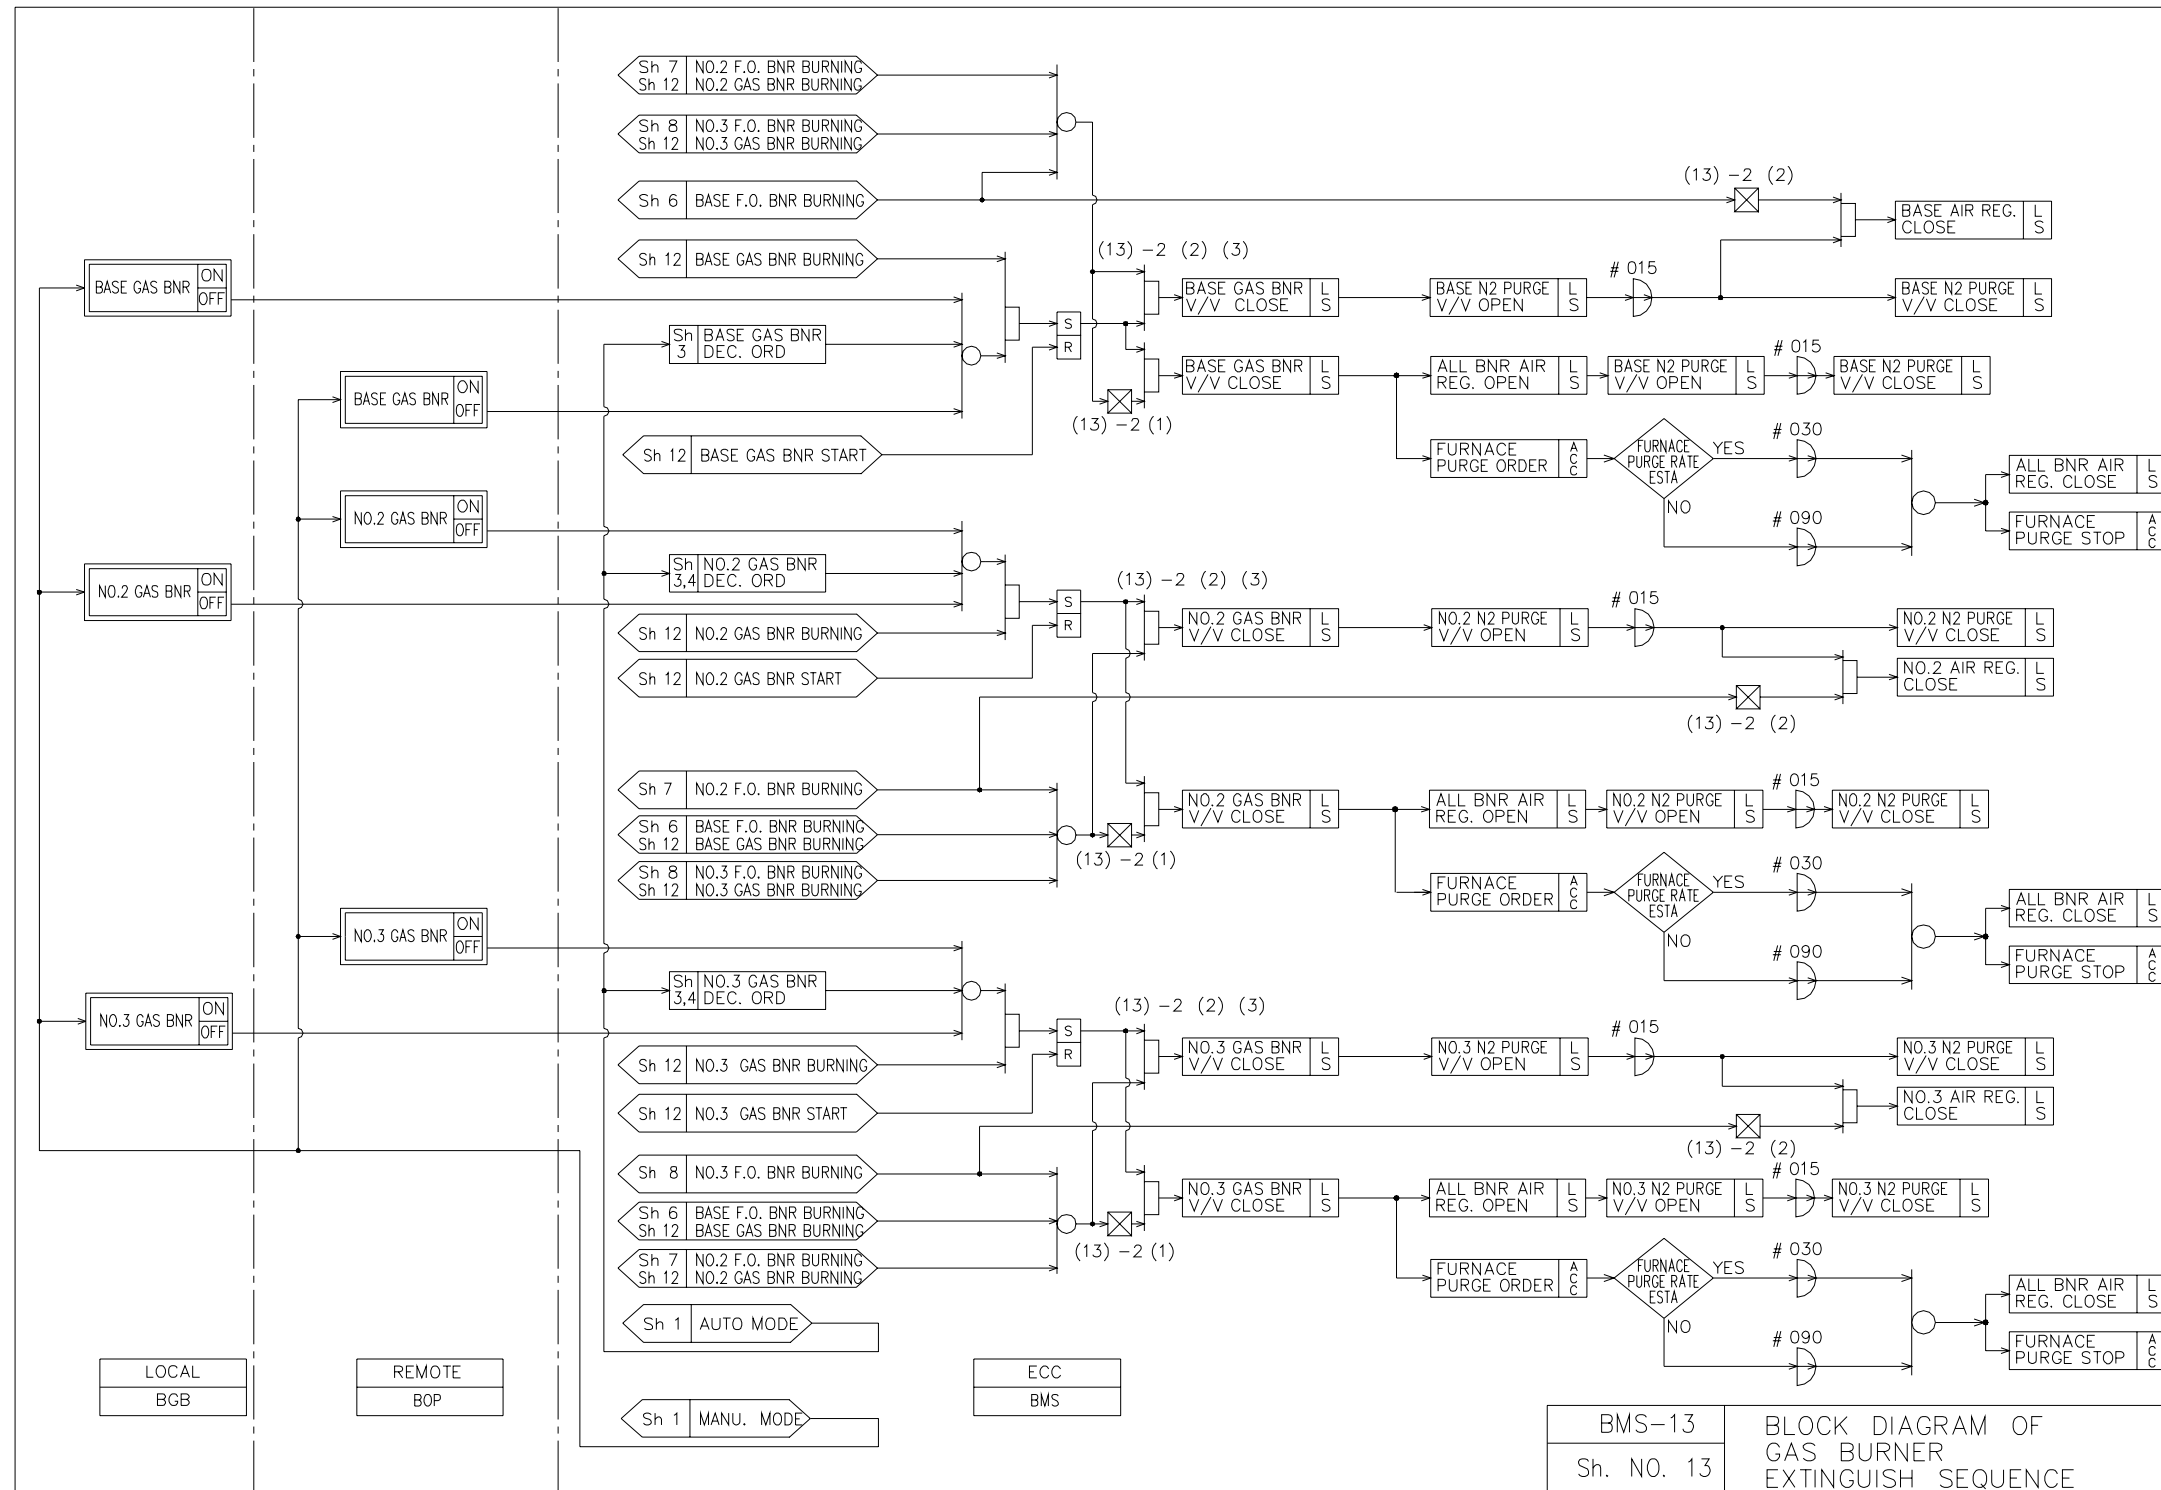 Sh 7 NO.2 F.O. BNR BURNING
Sh 12 NO.2 GAS BNR BURNING
Sh 8 NO.3 F.O. BNR BURNING
Sh 12 NO.3 GAS BNR BURNING
Sh 6 BASE F.O. BNR BURNING
(13) -2 (2)
BASE AIR REG. L
CLOSE S
Sh 12 BASE GAS BNR BURNING
(13) -2 (2) (3)
BASE GAS BNR ON
OFF
BASE GAS BNR L
V/V CLOSE S
BASE N2 PURGE L
V/V OPEN S
# 015
BASE N2 PURGE L
V/V CLOSE S
Sh BASE GAS BNR
3 DEC. ORD
S
R
BASE GAS BNR L
V/V CLOSE S
ALL BNR AIR L
REG. OPEN S
BASE N2 PURGE L
V/V OPEN S
# 015
BASE N2 PURGE L
V/V CLOSE S
BASE GAS BNR ON
OFF
(13) -2 (1)
Sh 12 BASE GAS BNR START
FURNACE A
PURGE ORDER C
C
FURNACE
PURGE RATE
ESTA
YES
NO
# 030
# 090
ALL BNR AIR L
REG. CLOSE S
FURNACE A
PURGE STOP C
C
NO.2 GAS BNR ON
OFF
Sh NO.2 GAS BNR
3,4 DEC. ORD
NO.2 GAS BNR ON
OFF
(13) -2 (2) (3)
S
R
Sh 12 NO.2 GAS BNR BURNING
NO.2 GAS BNR L
V/V CLOSE S
NO.2 N2 PURGE L
V/V OPEN S
# 015
NO.2 N2 PURGE L
V/V CLOSE S
Sh 12 NO.2 GAS BNR START
NO.2 AIR REG. L
CLOSE S
(13) -2 (2)
Sh 7 NO.2 F.O. BNR BURNING
Sh 6 BASE F.O. BNR BURNING
Sh 12 BASE GAS BNR BURNING
Sh 8 NO.3 F.O. BNR BURNING
Sh 12 NO.3 GAS BNR BURNING
(13) -2 (1)
NO.2 GAS BNR L
V/V CLOSE S
ALL BNR AIR L
REG. OPEN S
NO.2 N2 PURGE L
V/V OPEN S
# 015
NO.2 N2 PURGE L
V/V CLOSE S
FURNACE A
PURGE ORDER C
C
FURNACE
PURGE RATE
ESTA
YES
NO
# 030
# 090
ALL BNR AIR L
REG. CLOSE S
FURNACE A
PURGE STOP C
C
NO.3 GAS BNR ON
OFF
Sh NO.3 GAS BNR
3,4 DEC. ORD
NO.3 GAS BNR ON
OFF
(13) -2 (2) (3)
S
R
Sh 12 NO.3 GAS BNR BURNING
NO.3 GAS BNR L
V/V CLOSE S
NO.3 N2 PURGE L
V/V OPEN S
# 015
NO.3 N2 PURGE L
V/V CLOSE S
Sh 12 NO.3 GAS BNR START
NO.3 AIR REG. L
CLOSE S
(13) -2 (2)
Sh 8 NO.3 F.O. BNR BURNING
Sh 6 BASE F.O. BNR BURNING
Sh 12 BASE GAS BNR BURNING
Sh 7 NO.2 F.O. BNR BURNING
Sh 12 NO.2 GAS BNR BURNING
(13) -2 (1)
NO.3 GAS BNR L
V/V CLOSE S
ALL BNR AIR L
REG. OPEN S
NO.3 N2 PURGE L
V/V OPEN S
# 015
NO.3 N2 PURGE L
V/V CLOSE S
FURNACE A
PURGE ORDER C
C
FURNACE
PURGE RATE
ESTA
YES
NO
# 030
# 090
ALL BNR AIR L
REG. CLOSE S
FURNACE A
PURGE STOP C
C
Sh 1 AUTO MODE
LOCAL
BGB
REMOTE
BOP
ECC
BMS
Sh 1 MANU. MODE
BMS-13
Sh. NO. 13
BLOCK DIAGRAM OF
GAS BURNER
EXTINGUISH SEQUENCE